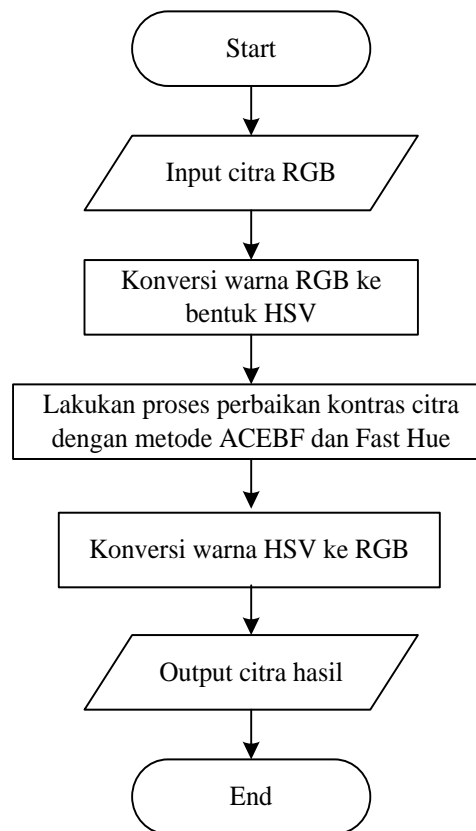 Start
Input citra RGB
Konversi warna RGB ke
bentuk HSV
Lakukan proses perbaikan kontras citra
dengan metode ACEBF dan Fast Hue
Konversi warna HSV ke RGB
Output citra hasil
End